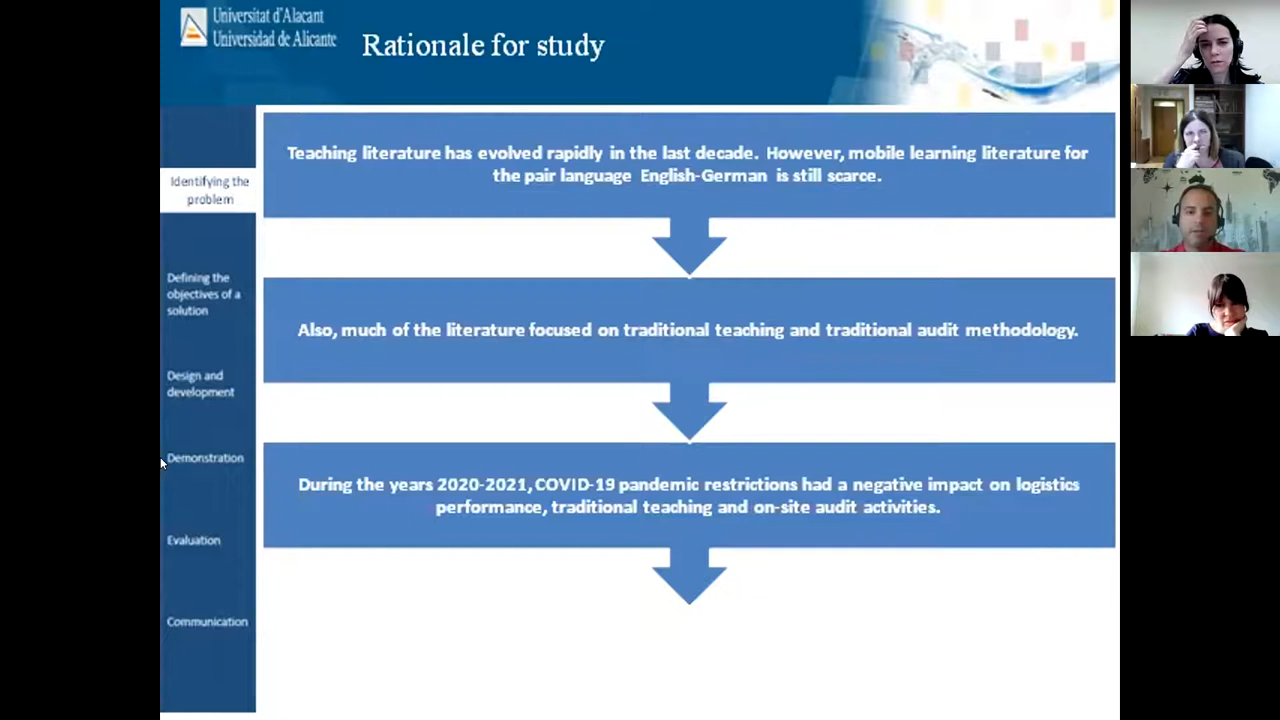 Universitat d'Alacant
Universidad de Alicante
Rationale for study
Identifying the
problem
Defining the
objectives of a
solution
Design and
development
Demonstration
Evaluation
Communication
Teaching literature has evolved rapidly in the last decade. However, mobile learning literature for
the pair language English-German is still scarce.
Also, much of the literature focused on traditional teaching and traditional audit methodology.
During the years 2020-2021, COVID-19 pandemic restrictions had a negative impact on logistics
performance, traditional teaching and on-site audit activities.